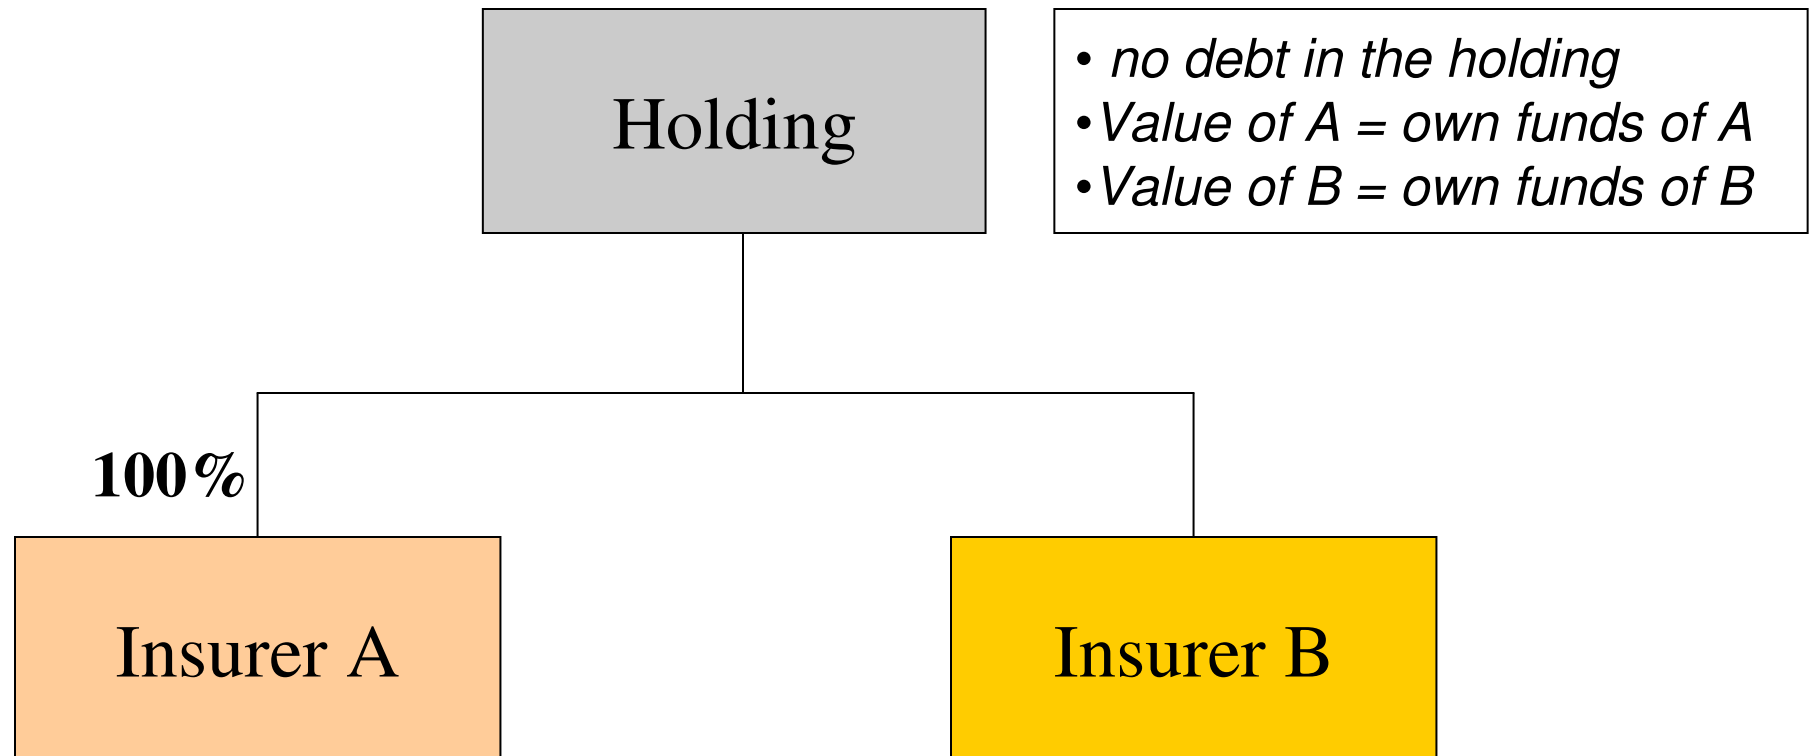 Holding
• no debt in the holding
•Value of A = own funds of A
•Value of B = own funds of B
100%
Insurer A
Insurer B